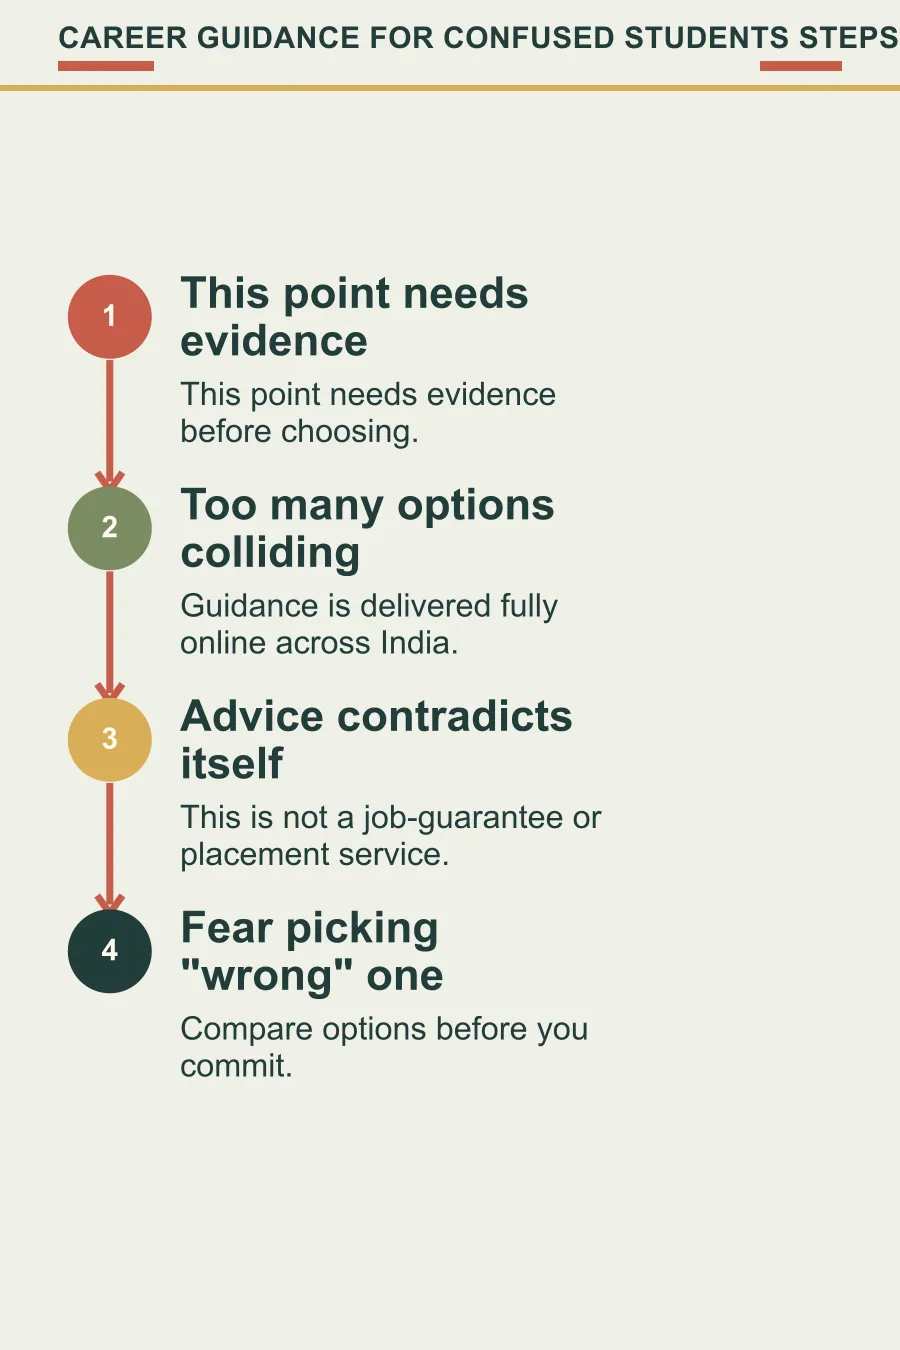 CAREER GUIDANCE FOR CONFUSED STUDENTS STEPS
1
This point needs
evidence
This point needs evidence
before choosing.
2
Too many options
colliding
Guidance is delivered fully
online across India.
3
Advice contradicts
itself
This is not a job-guarantee or
placement service.
4
Fear picking
"wrong" one
Compare options before you
commit.